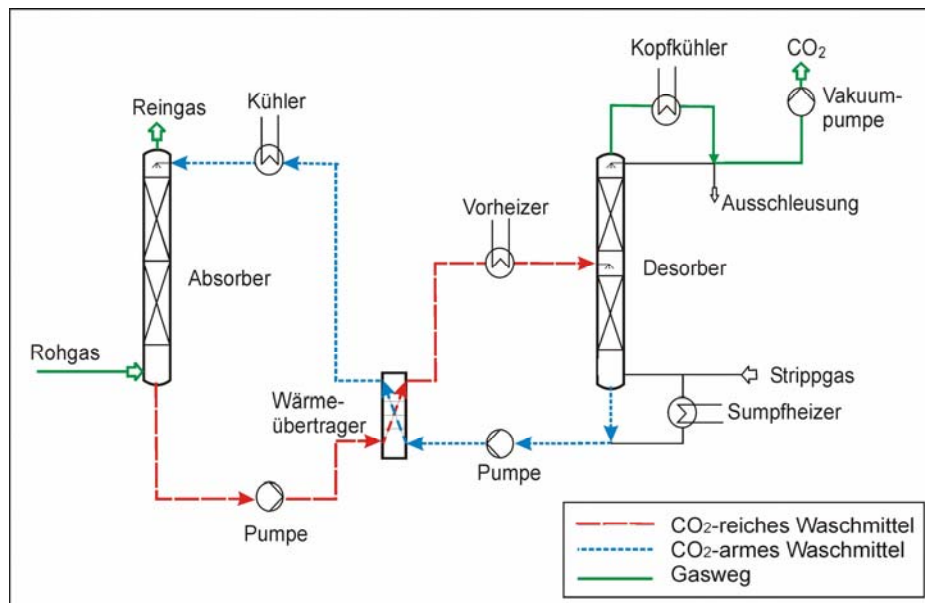 Kopfkühler
CO2
Vakuum-
pumpe
Reingas
Kühler
Ausschleusung
Vorheizer
Absorber
Desorber
Rohgas
Strippgas
Wärme-
übertrager
Sumpfheizer
Pumpe
Pumpe
CO2-reiches Waschmittel
CO2-armes Waschmittel
Gasweg